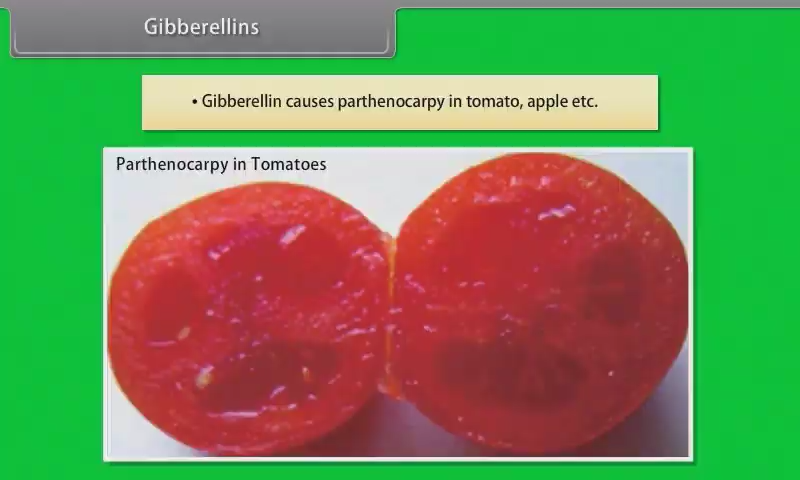 Gibberellins
• Gibberellin causes parthenocarpy in tomato, apple etc.
Parthenocarpy in Tomatoes